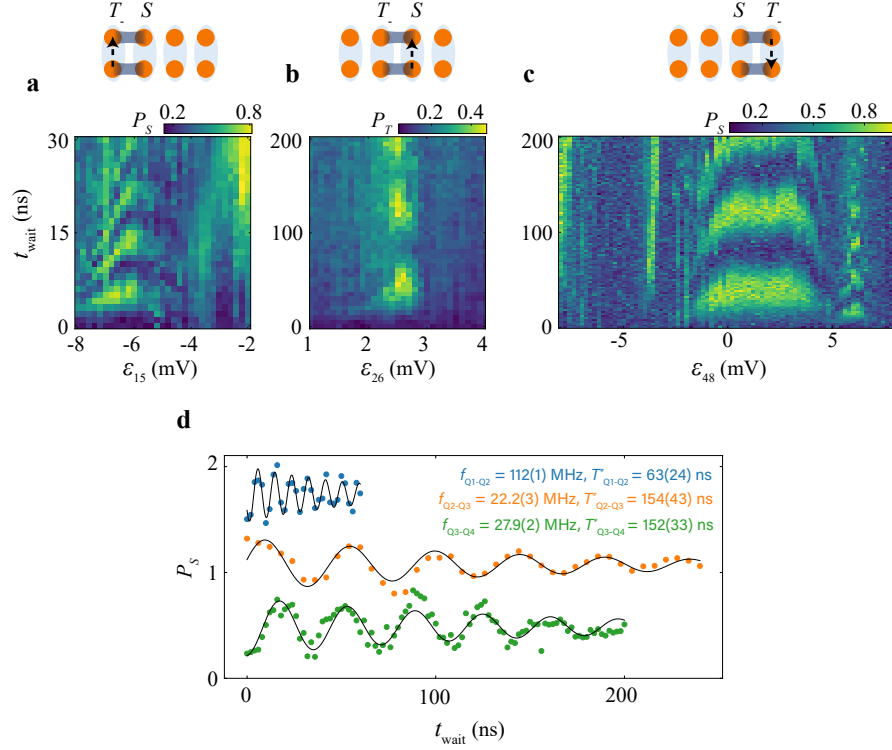 T_- S T_- S S T_-
a b c
P_S 0.2 0.8 P_T 0.2 0.4 P_S 0.2 0.5 0.8
30 200 200
t_wait (ns) 15 100 100
0 0 0
-8 -6 -4 -2 1 2 3 4 -5 0 5
ε_15 (mV) ε_26 (mV) ε_48 (mV)
d
2
f_Q1-Q2 = 112(1) MHz, T*_Q1-Q2 = 63(24) ns
f_Q2-Q3 = 22.2(3) MHz, T*_Q2-Q3 = 154(43) ns
f_Q3-Q4 = 27.9(2) MHz, T*_Q3-Q4 = 152(33) ns
P_S 1
0
0 100 200
t_wait (ns)